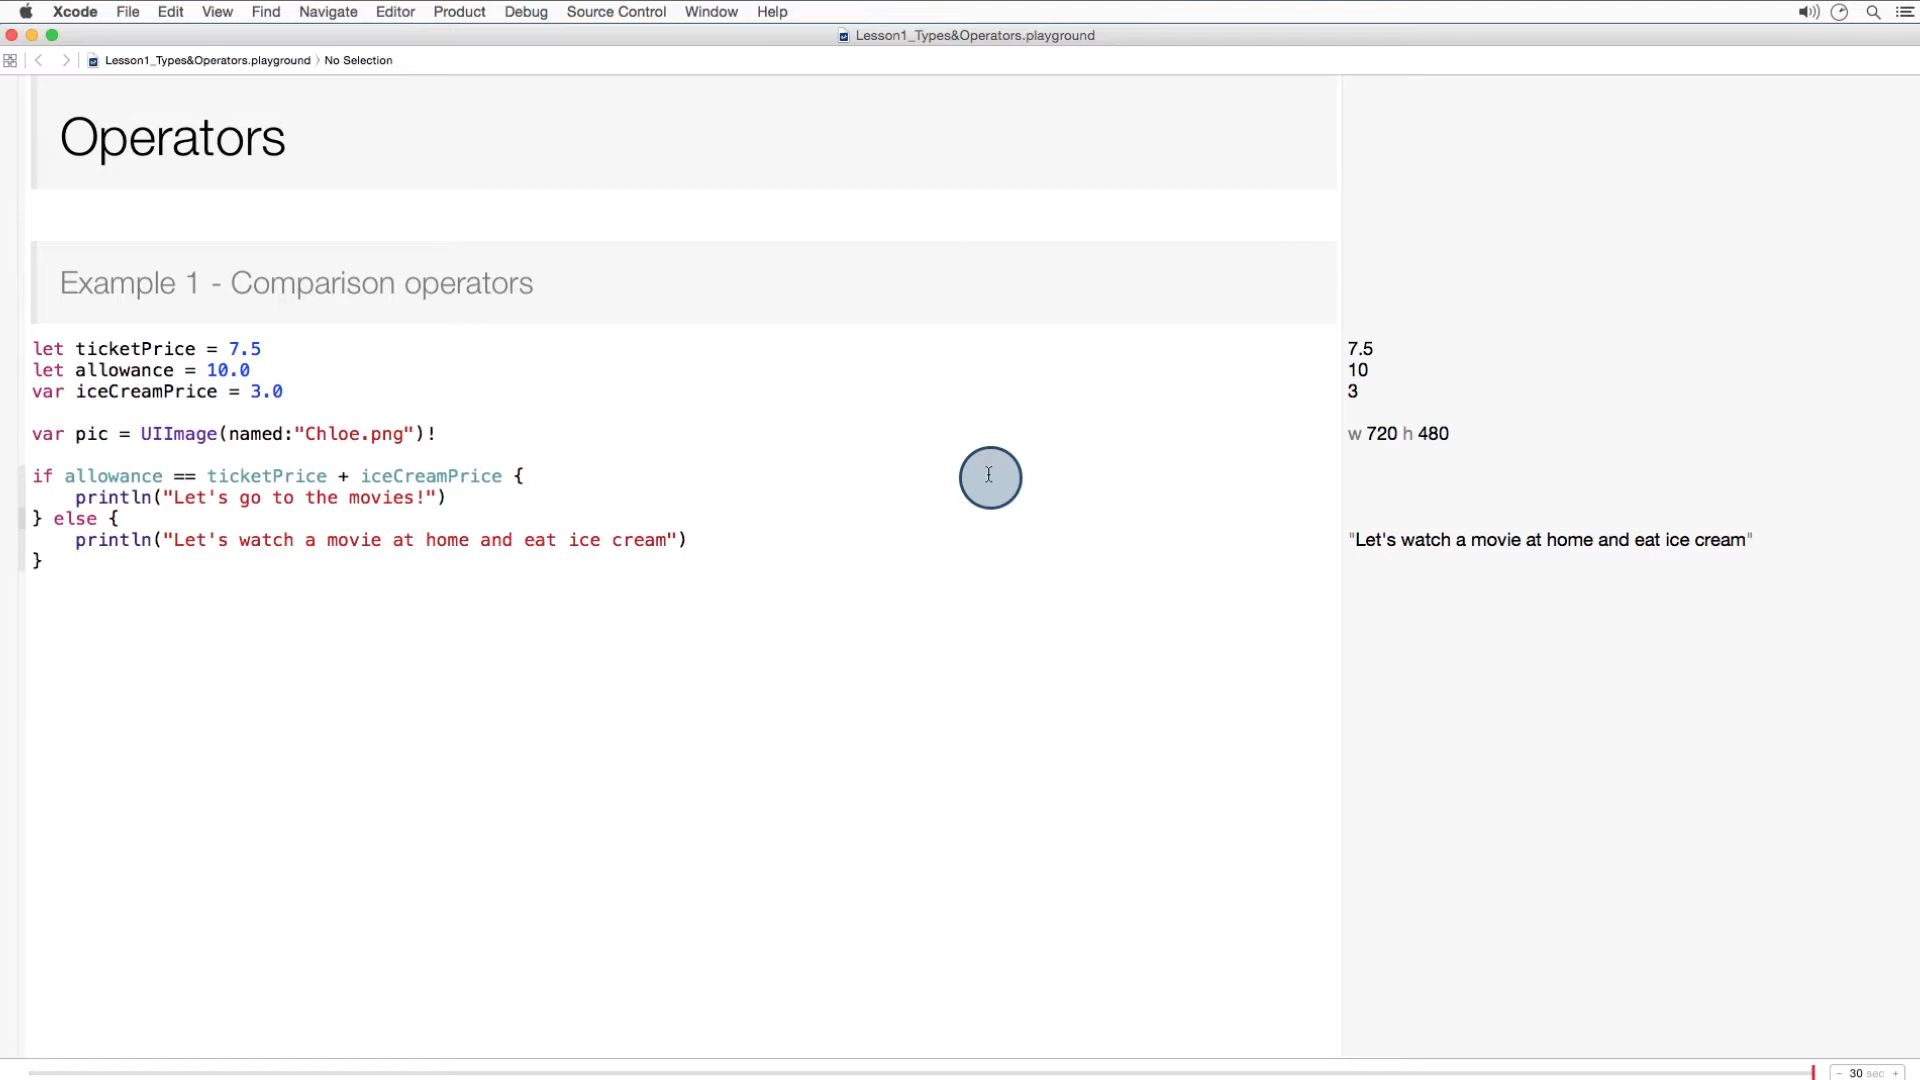 Xcode File Edit View Find Navigate Editor Product Debug Source Control Window Help
Lesson1_Types&Operators.playground
Lesson1_Types&Operators.playground No Selection
Operators
Example 1 - Comparison operators
let ticketPrice = 7.5 7.5
let allowance = 10.0 10
var iceCreamPrice = 3.0 3
var pic = UIImage(named:"Chloe.png")! w 720 h 480
if allowance == ticketPrice + iceCreamPrice {
println("Let's go to the movies!")
} else {
println("Let's watch a movie at home and eat ice cream") "Let's watch a movie at home and eat ice cream"
}
- 30 sec +